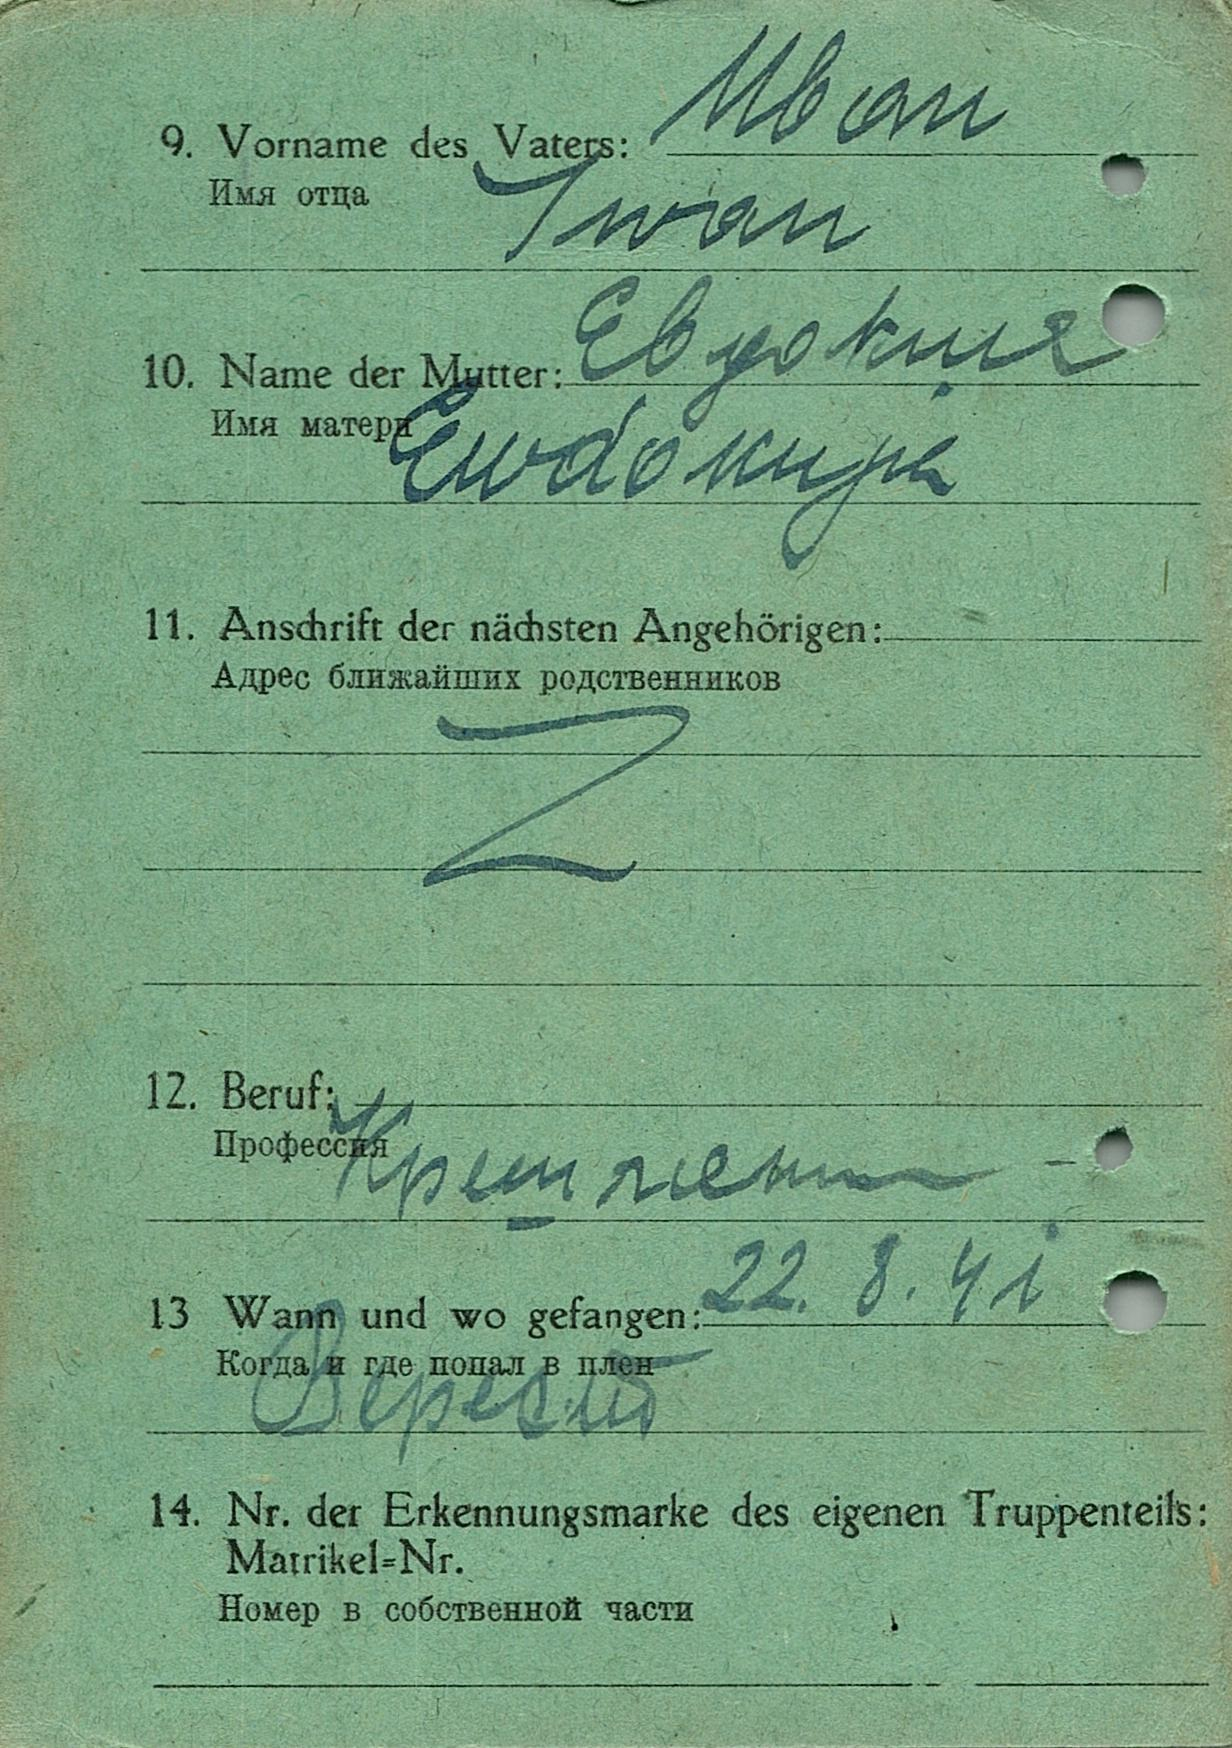 9. Vorname des Vaters: Иван
Имя отца
Iwan
10. Name der Mutter: Евдокия
Имя матери
Ewdokija
11. Anschrift der nächsten Angehörigen:
Адрес ближайших родственников
Z
12. Beruf:
Профессия
13 Wann und wo gefangen: 22. 8. 41
Когда и где попал в плен
14. Nr. der Erkennungsmarke des eigenen Truppenteils:
Matrikel=Nr.
Номер в собственной части